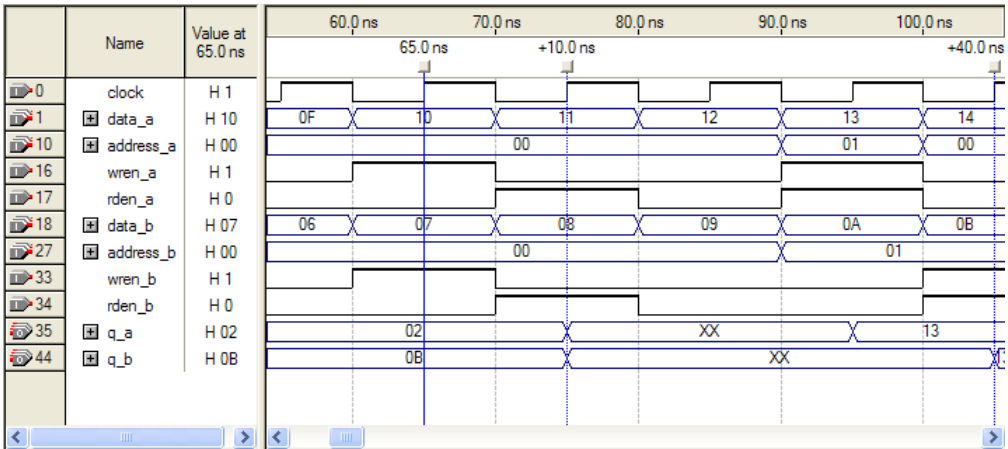 Name Value at 65.0 ns
60.0 ns 70.0 ns 80.0 ns 90.0 ns 100.0 ns
65.0 ns +10.0 ns +40.0 ns
0 clock H 1
1 data_a H 10 0F 10 11 12 13 14
10 address_a H 00 00 01 00
16 wren_a H 1
17 rden_a H 0
18 data_b H 07 06 07 08 09 0A 0B
27 address_b H 00 00 01
33 wren_b H 1
34 rden_b H 0
35 q_a H 02 02 XX 13
44 q_b H 0B 0B XX